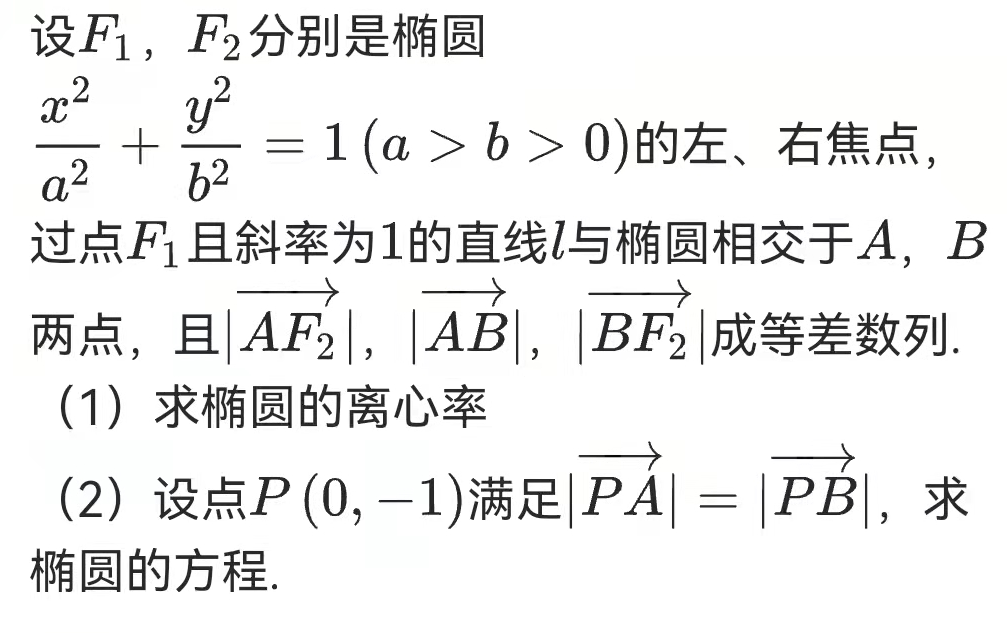 设$F_1$，$F_2$分别是椭圆
$\frac{x^2}{a^2}+\frac{y^2}{b^2}=1\,(a>b>0)$的左、右焦点，
过点$F_1$且斜率为$1$的直线$l$与椭圆相交于$A$，$B$
两点，且$|\overrightarrow{AF_2}|$，$|\overrightarrow{AB}|$，$|\overrightarrow{BF_2}|$成等差数列.
（1）求椭圆的离心率
（2）设点$P\,(0,-1)$满足$|\overrightarrow{PA}|=|\overrightarrow{PB}|$，求
椭圆的方程.